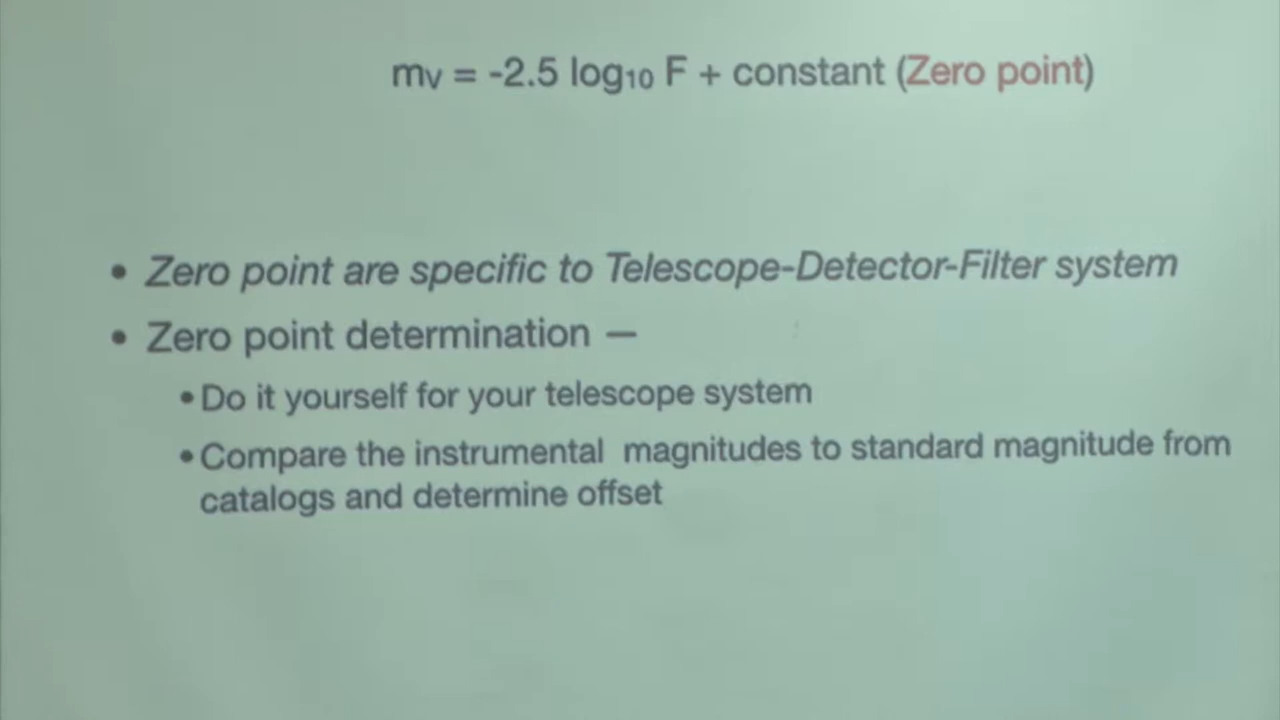 mv = -2.5 log10 F + constant (Zero point)
• Zero point are specific to Telescope-Detector-Filter system
• Zero point determination —
• Do it yourself for your telescope system
• Compare the instrumental magnitudes to standard magnitude from
catalogs and determine offset